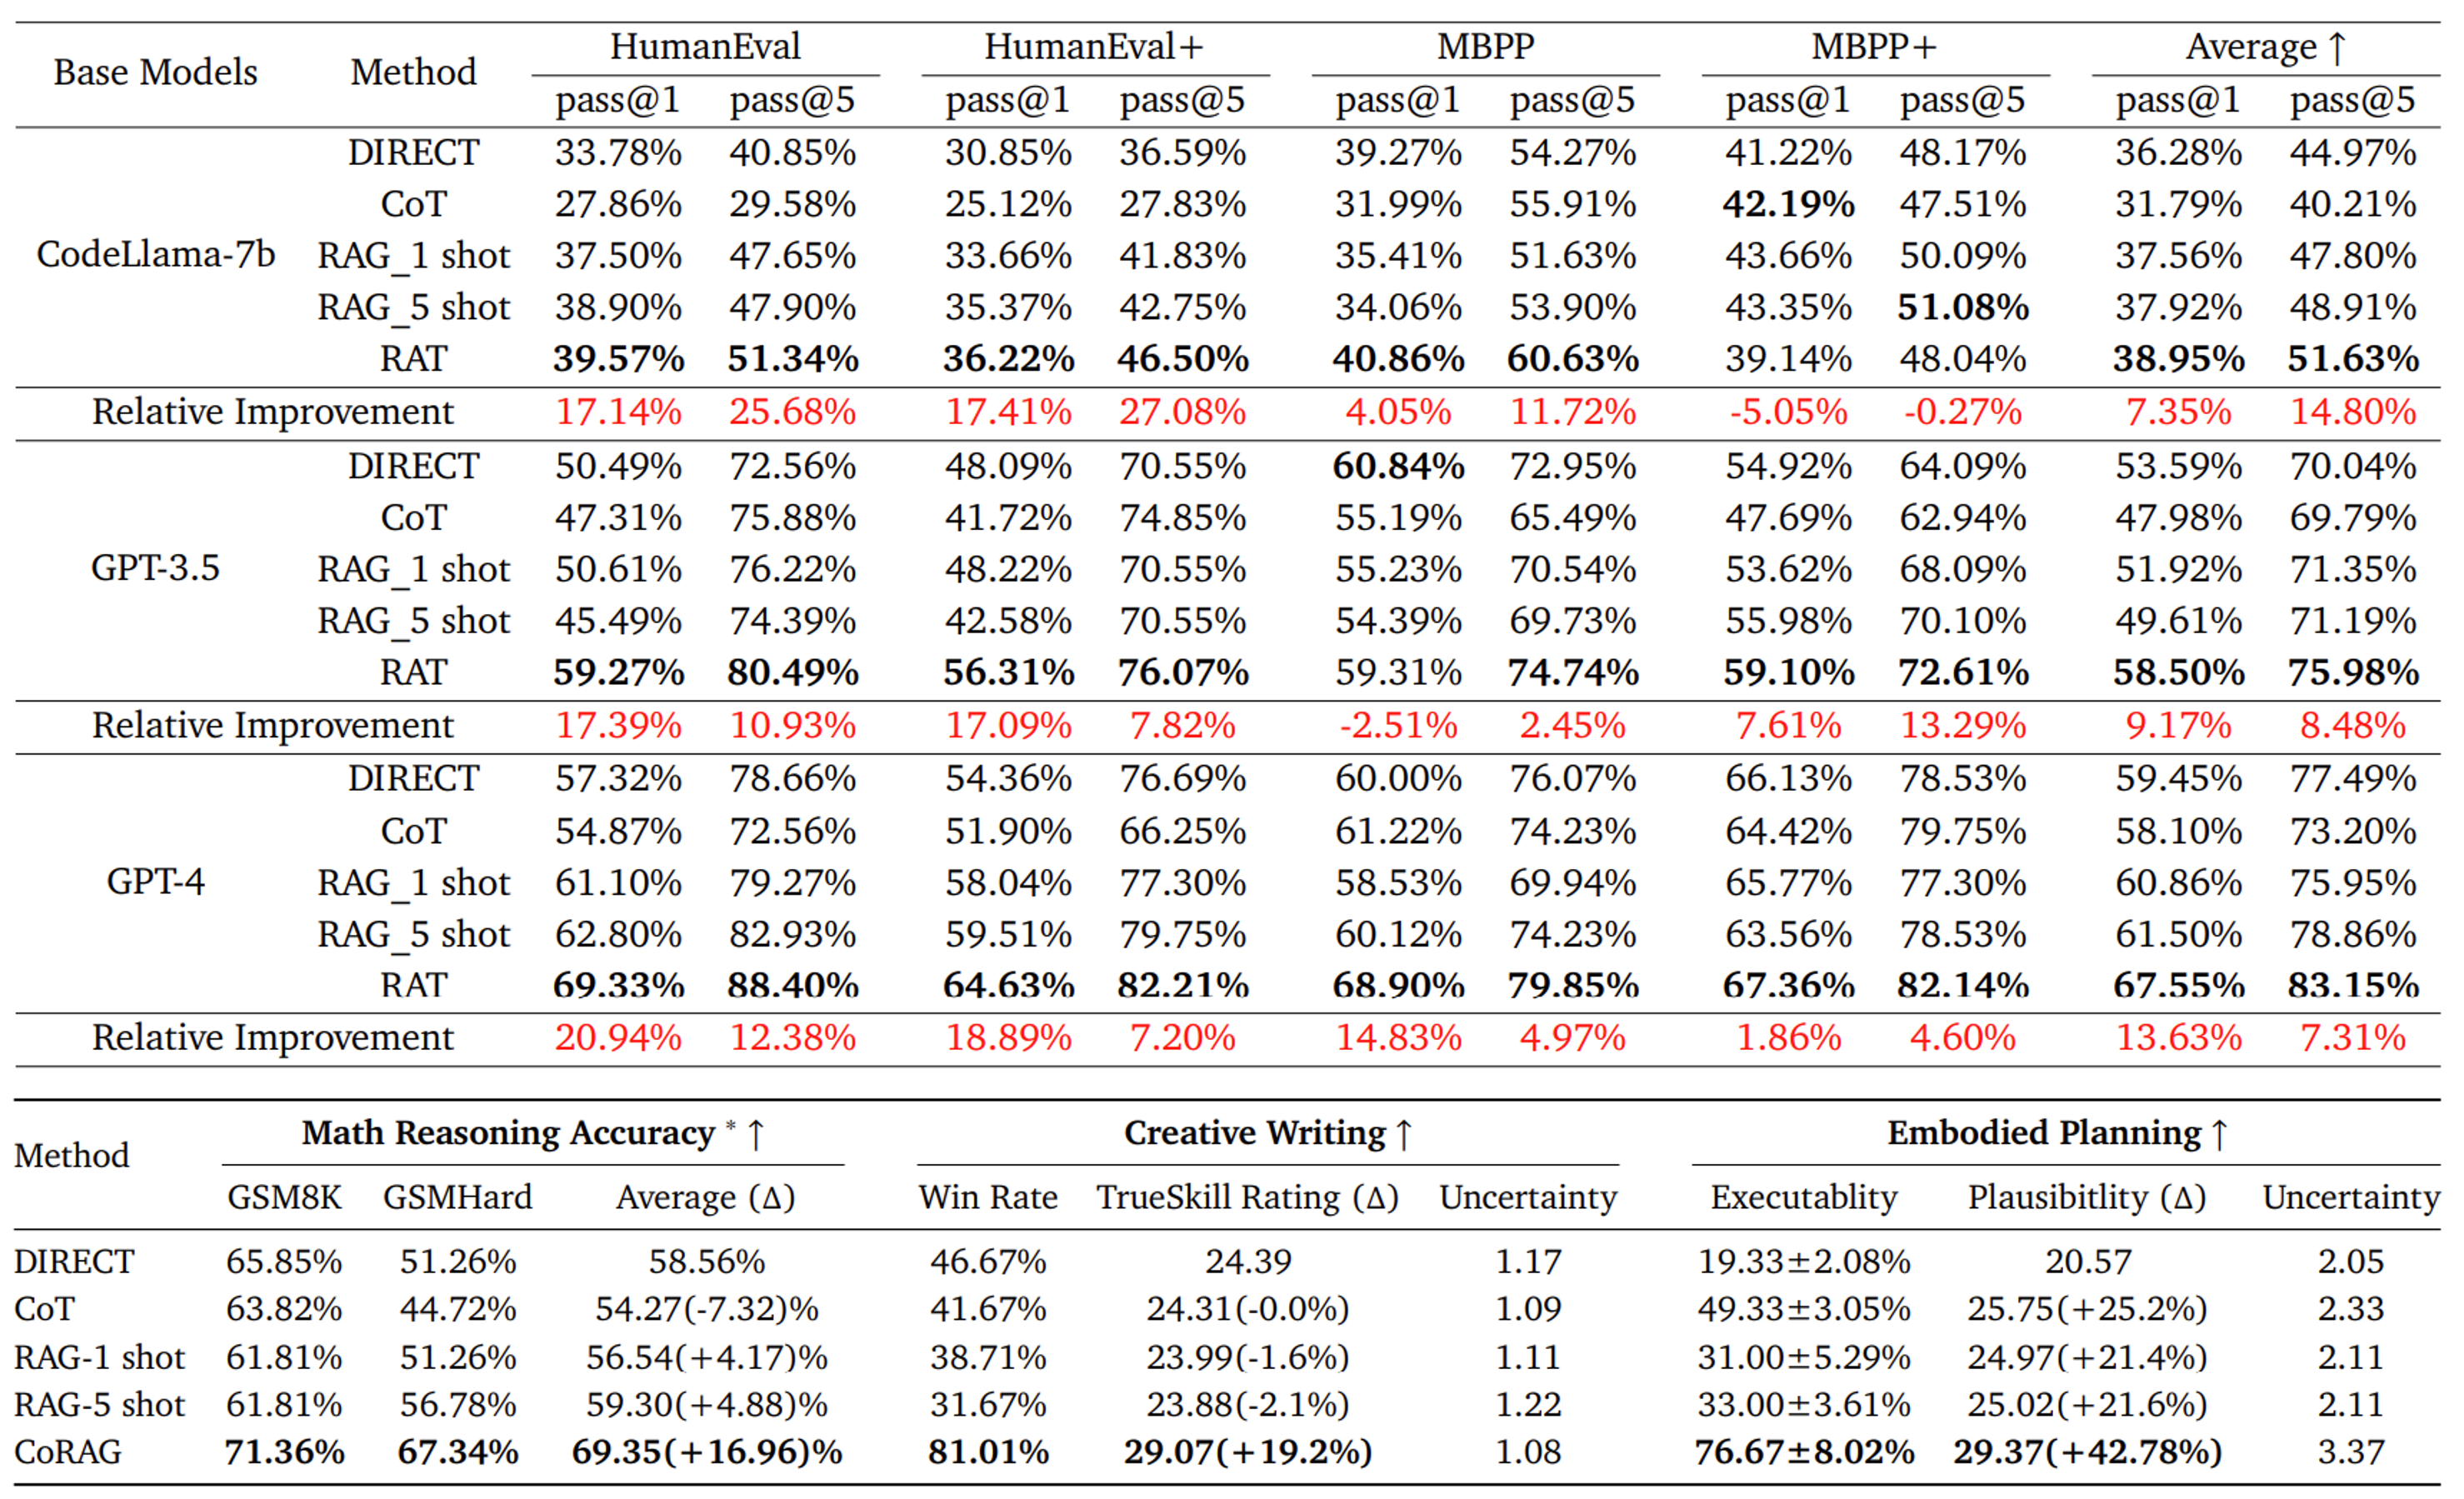 Base Models Method HumanEval HumanEval+ MBPP MBPP+ Average ↑
pass@1 pass@5 pass@1 pass@5 pass@1 pass@5 pass@1 pass@5 pass@1 pass@5
DIRECT 33.78% 40.85% 30.85% 36.59% 39.27% 54.27% 41.22% 48.17% 36.28% 44.97%
CoT 27.86% 29.58% 25.12% 27.83% 31.99% 55.91% 42.19% 47.51% 31.79% 40.21%
CodeLlama-7b RAG_1 shot 37.50% 47.65% 33.66% 41.83% 35.41% 51.63% 43.66% 50.09% 37.56% 47.80%
RAG_5 shot 38.90% 47.90% 35.37% 42.75% 34.06% 53.90% 43.35% 51.08% 37.92% 48.91%
RAT 39.57% 51.34% 36.22% 46.50% 40.86% 60.63% 39.14% 48.04% 38.95% 51.63%
Relative Improvement 17.14% 25.68% 17.41% 27.08% 4.05% 11.72% -5.05% -0.27% 7.35% 14.80%
DIRECT 50.49% 72.56% 48.09% 70.55% 60.84% 72.95% 54.92% 64.09% 53.59% 70.04%
CoT 47.31% 75.88% 41.72% 74.85% 55.19% 65.49% 47.69% 62.94% 47.98% 69.79%
GPT-3.5 RAG_1 shot 50.61% 76.22% 48.22% 70.55% 55.23% 70.54% 53.62% 68.09% 51.92% 71.35%
RAG_5 shot 45.49% 74.39% 42.58% 70.55% 54.39% 69.73% 55.98% 70.10% 49.61% 71.19%
RAT 59.27% 80.49% 56.31% 76.07% 59.31% 74.74% 59.10% 72.61% 58.50% 75.98%
Relative Improvement 17.39% 10.93% 17.09% 7.82% -2.51% 2.45% 7.61% 13.29% 9.17% 8.48%
DIRECT 57.32% 78.66% 54.36% 76.69% 60.00% 76.07% 66.13% 78.53% 59.45% 77.49%
CoT 54.87% 72.56% 51.90% 66.25% 61.22% 74.23% 64.42% 79.75% 58.10% 73.20%
GPT-4 RAG_1 shot 61.10% 79.27% 58.04% 77.30% 58.53% 69.94% 65.77% 77.30% 60.86% 75.95%
RAG_5 shot 62.80% 82.93% 59.51% 79.75% 60.12% 74.23% 63.56% 78.53% 61.50% 78.86%
RAT 69.33% 88.40% 64.63% 82.21% 68.90% 79.85% 67.36% 82.14% 67.55% 83.15%
Relative Improvement 20.94% 12.38% 18.89% 7.20% 14.83% 4.97% 1.86% 4.60% 13.63% 7.31%
Method Math Reasoning Accuracy * ↑ Creative Writing ↑ Embodied Planning ↑
GSM8K GSMHard Average (Δ) Win Rate TrueSkill Rating (Δ) Uncertainty Executablity Plausibitlity (Δ) Uncertainty
DIRECT 65.85% 51.26% 58.56% 46.67% 24.39 1.17 19.33±2.08% 20.57 2.05
CoT 63.82% 44.72% 54.27(-7.32)% 41.67% 24.31(-0.0%) 1.09 49.33±3.05% 25.75(+25.2%) 2.33
RAG-1 shot 61.81% 51.26% 56.54(+4.17)% 38.71% 23.99(-1.6%) 1.11 31.00±5.29% 24.97(+21.4%) 2.11
RAG-5 shot 61.81% 56.78% 59.30(+4.88)% 31.67% 23.88(-2.1%) 1.22 33.00±3.61% 25.02(+21.6%) 2.11
CoRAG 71.36% 67.34% 69.35(+16.96)% 81.01% 29.07(+19.2%) 1.08 76.67±8.02% 29.37(+42.78%) 3.37